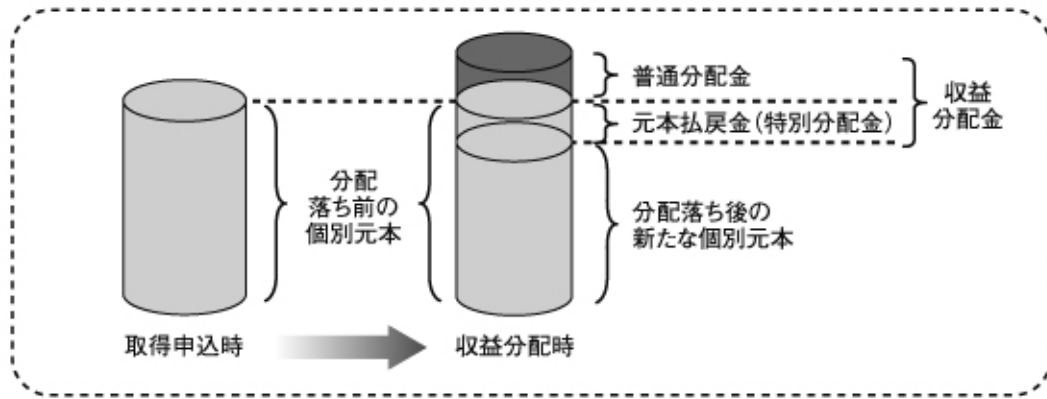 普通分配金
元本払戻金(特別分配金)
収益
分配金
分配
落ち前の
個別元本
分配落ち後の
新たな個別元本
取得申込時
収益分配時